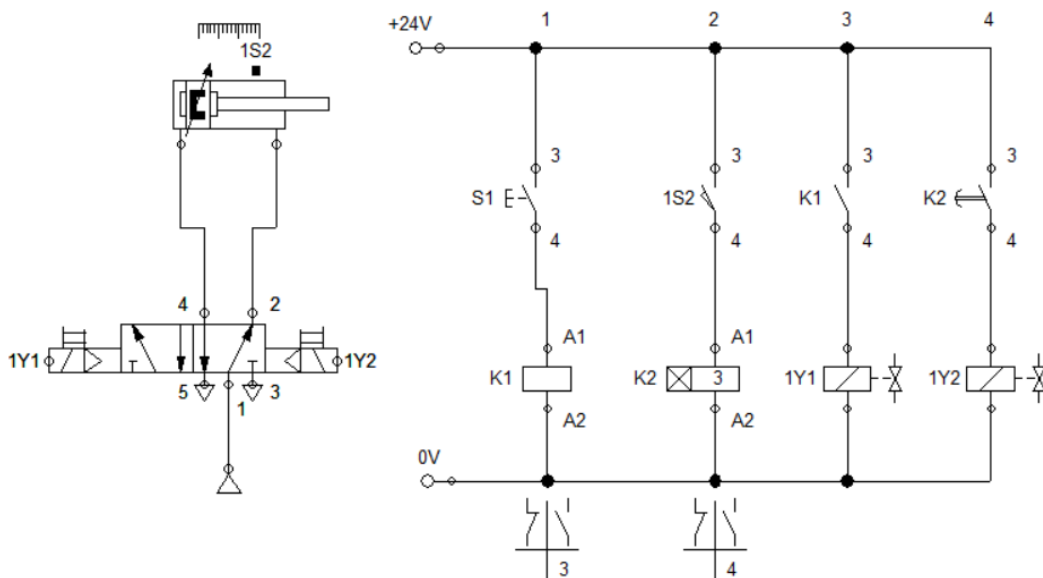 1S2
4 2
1Y1 1Y2
5 1 3
1 2 3 4
+24V
3 3 3 3
S1 1S2 K1 K2
4 4 4 4
A1 A1
K1 K2 3 1Y1 1Y2
A2 A2
0V
3 4